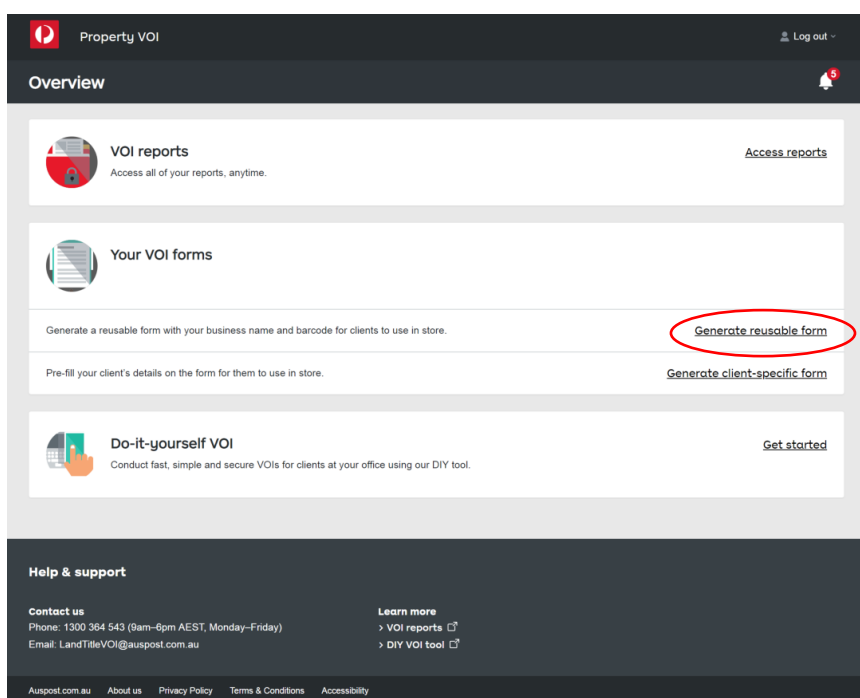 Property VOI
Log out
Overview
5
VOI reports
Access reports
Access all of your reports, anytime.
Your VOI forms
Generate a reusable form with your business name and barcode for clients to use in store.
Generate reusable form
Pre-fill your client's details on the form for them to use in store.
Generate client-specific form
Do-it-yourself VOI
Get started
Conduct fast, simple and secure VOIs for clients at your office using our DIY tool.
Help & support
Contact us
Phone: 1300 364 543 (9am–6pm AEST, Monday–Friday)
Email: LandTitleVOI@auspost.com.au
Learn more
> VOI reports
> DIY VOI tool
Auspost.com.au About us Privacy Policy Terms & Conditions Accessibility